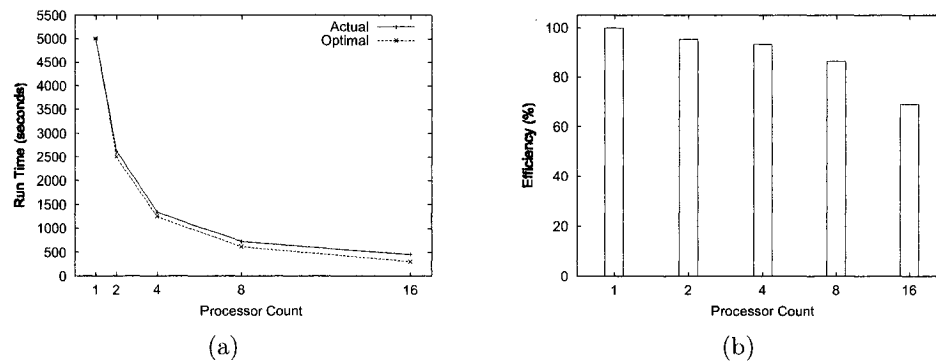 5500
5000
4500
4000
3500
3000
2500
2000
1500
1000
500
0
Run Time (seconds)
Actual
Optimal
1 2 4 8 16
Processor Count
(a)
100
80
60
40
20
0
Efficiency (%)
1 2 4 8 16
Processor Count
(b)